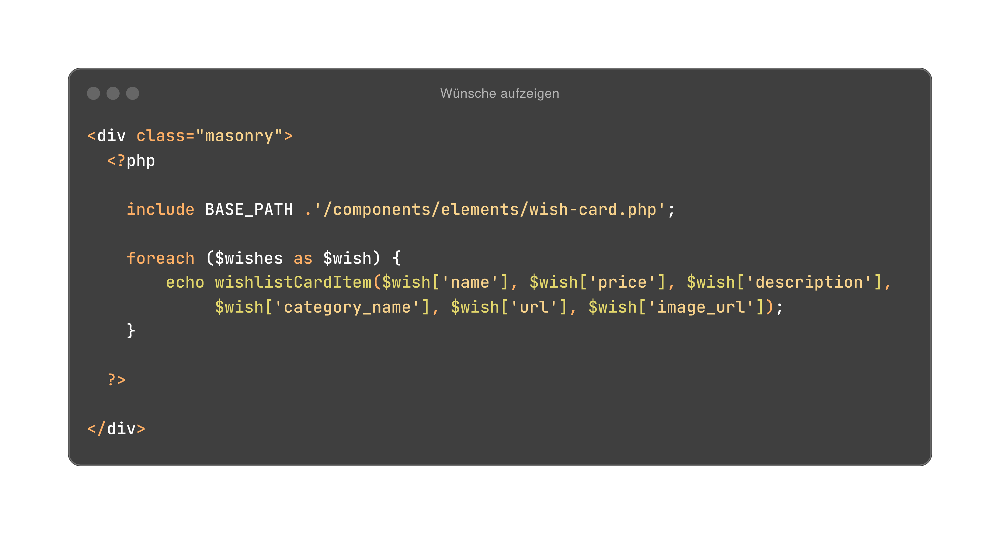 Wünsche aufzeigen
<div class="masonry">
  <?php

    include BASE_PATH .'/components/elements/wish-card.php';

    foreach ($wishes as $wish) {
        echo wishlistCardItem($wish['name'], $wish['price'], $wish['description'],
             $wish['category_name'], $wish['url'], $wish['image_url']);
    }

  ?>

</div>